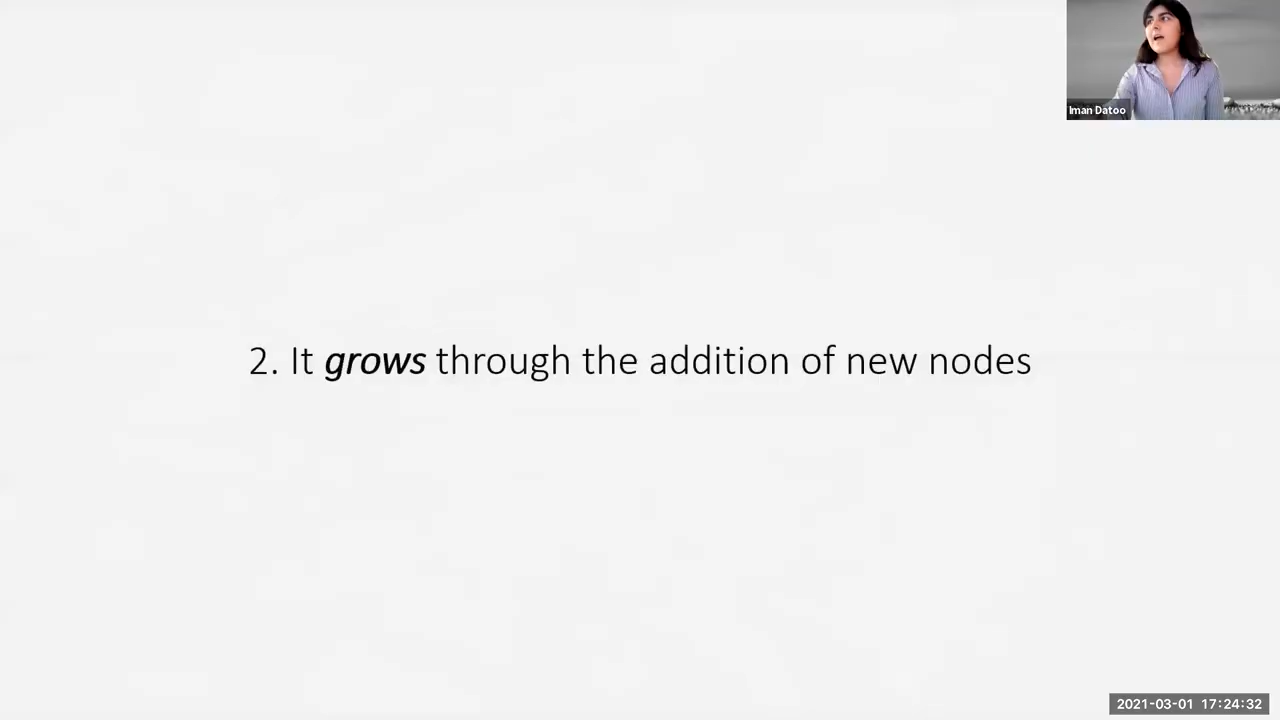 Iman Datoo
2. It grows through the addition of new nodes
2021-03-01 17:24:32